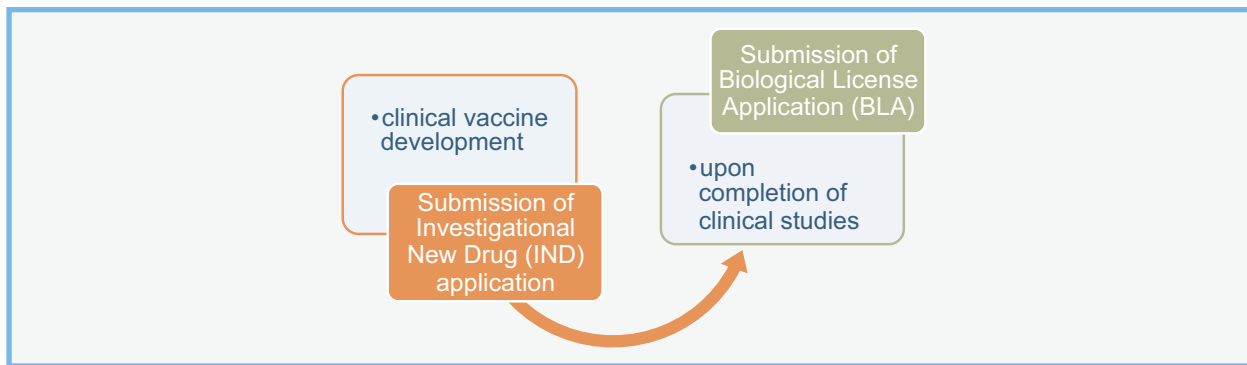 •clinical vaccine
development
Submission of
Investigational
New Drug (IND)
application
Submission of
Biological License
Application (BLA)
•upon
completion of
clinical studies